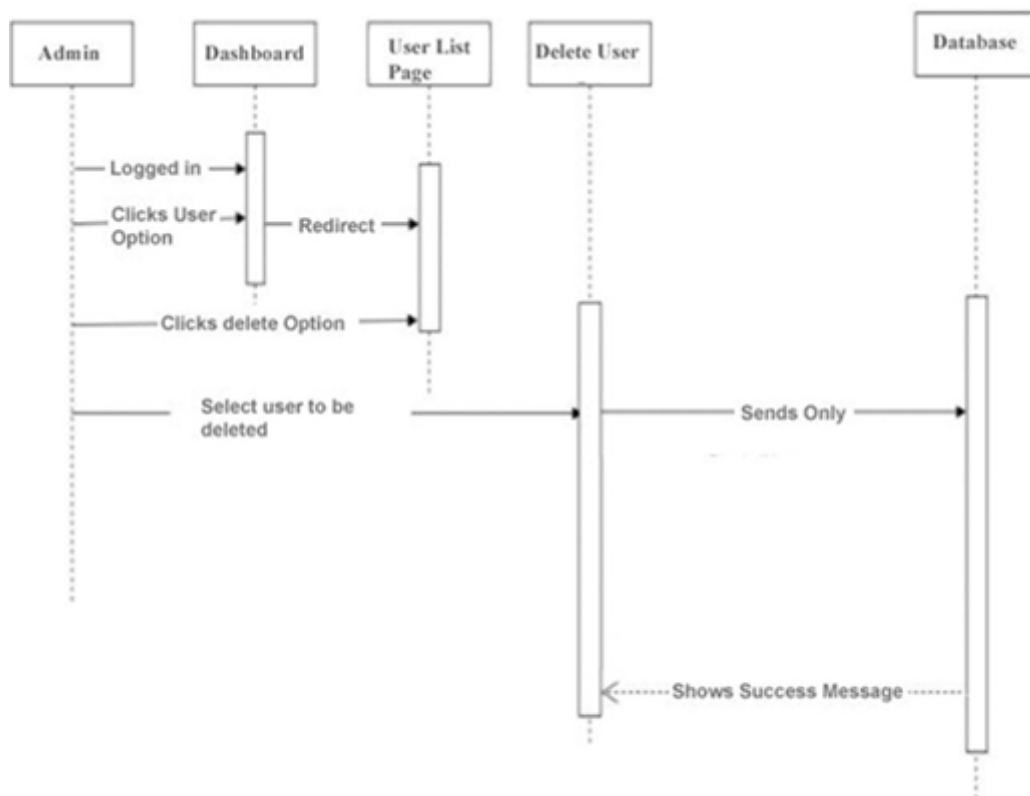 Admin
Dashboard
User List
Page
Delete User
Database
Logged in
Clicks User
Option
Redirect
Clicks delete Option
Select user to be
deleted
Sends Only
Shows Success Message